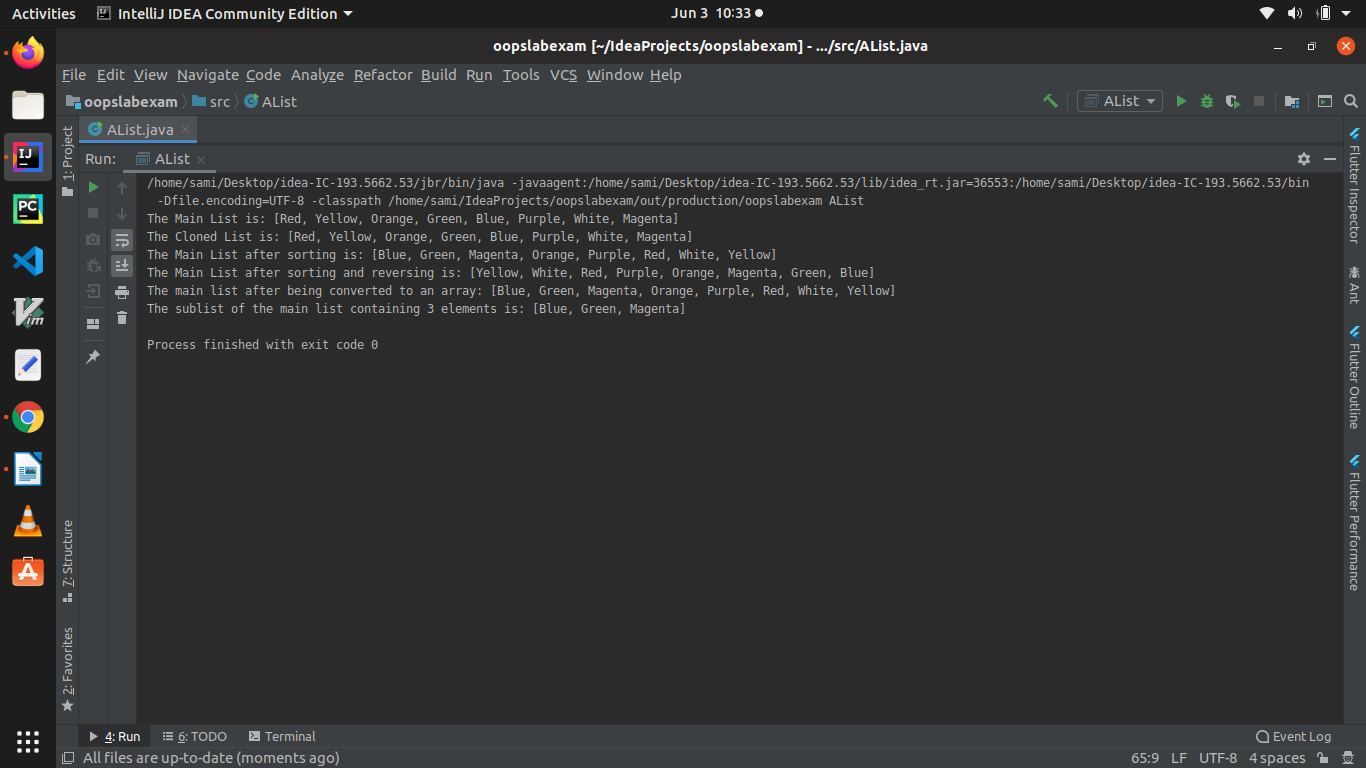 Activities
IntelliJ IDEA Community Edition
Jun 3 10:33
oopslabexam [~/IdeaProjects/oopslabexam] - .../src/AList.java
File Edit View Navigate Code Analyze Refactor Build Run Tools VCS Window Help
oopslabexam src AList
AList
AList.java
Run: AList
/home/sami/Desktop/idea-IC-193.5662.53/jbr/bin/java -javaagent:/home/sami/Desktop/idea-IC-193.5662.53/lib/idea_rt.jar=36553:/home/sami/Desktop/idea-IC-193.5662.53/bin
-Dfile.encoding=UTF-8 -classpath /home/sami/IdeaProjects/oopslabexam/out/production/oopslabexam AList
The Main List is: [Red, Yellow, Orange, Green, Blue, Purple, White, Magenta]
The Cloned List is: [Red, Yellow, Orange, Green, Blue, Purple, White, Magenta]
The Main List after sorting is: [Blue, Green, Magenta, Orange, Purple, Red, White, Yellow]
The Main List after sorting and reversing is: [Yellow, White, Red, Purple, Orange, Magenta, Green, Blue]
The main list after being converted to an array: [Blue, Green, Magenta, Orange, Purple, Red, White, Yellow]
The sublist of the main list containing 3 elements is: [Blue, Green, Magenta]
Process finished with exit code 0
1: Project
7: Structure
2: Favorites
Flutter Inspector
Ant
Flutter Outline
Flutter Performance
IJ
PC
Vim
4: Run
6: TODO
Terminal
Event Log
All files are up-to-date (moments ago)
65:9 LF UTF-8 4 spaces